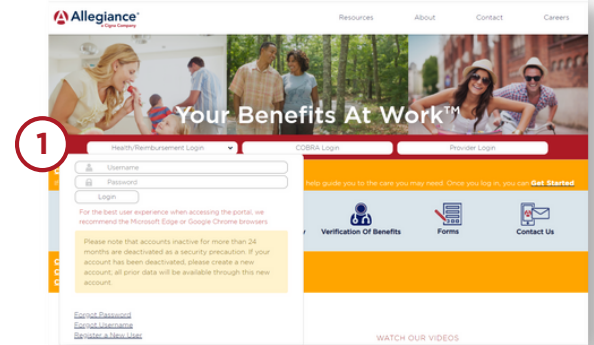 Allegiance
a Cigna Company
Resources About Contact Careers
Your Benefits At Work™
1
Health/Reimbursement Login COBRA Login Provider Login
Username
Password
Login
help guide you to the care you may need. Once you log in, you can Get Started
For the best user experience when accessing the portal, we
recommend the Microsoft Edge or Google Chrome browsers.
Please note that accounts inactive for more than 24
months are deactivated as a security precaution. If your
account has been deactivated, please create a new
account, all prior data will be available through this new
account.
Verification Of Benefits Forms Contact Us
Forgot Password
Forgot Username
Register a New User
WATCH OUR VIDEOS